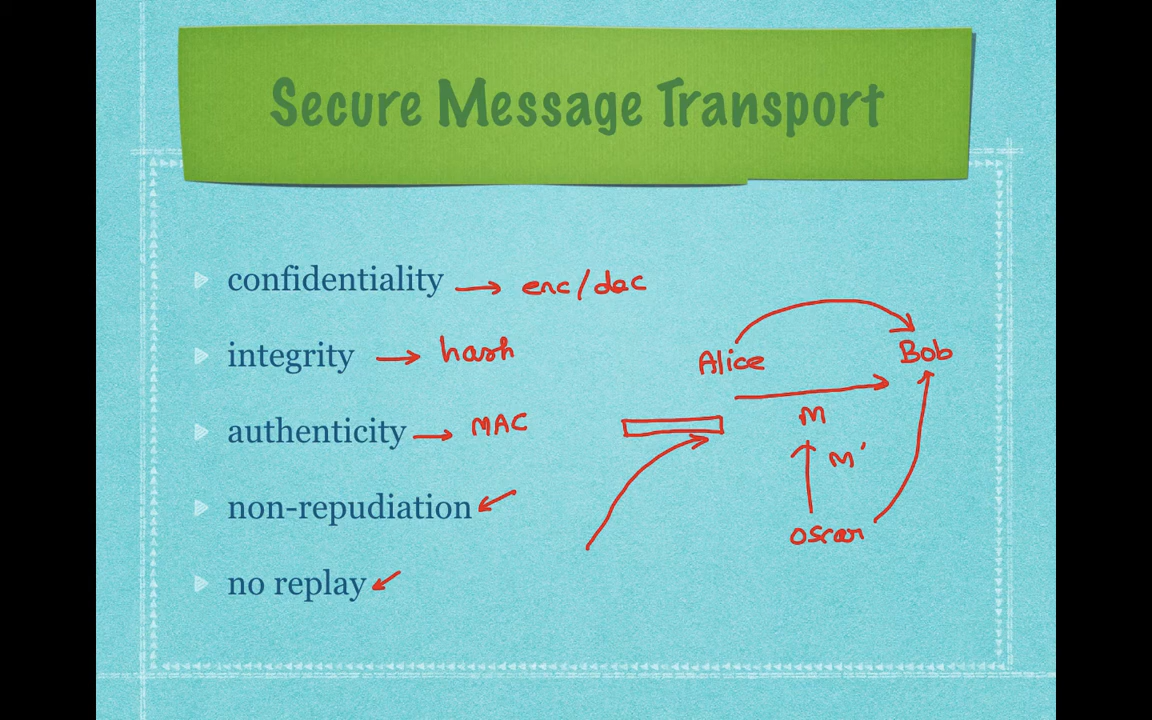 Secure Message Transport
confidentiality → enc/dec
integrity → hash
authenticity → MAC
non-repudiation
no replay
Alice
Bob
M
M'
oscar